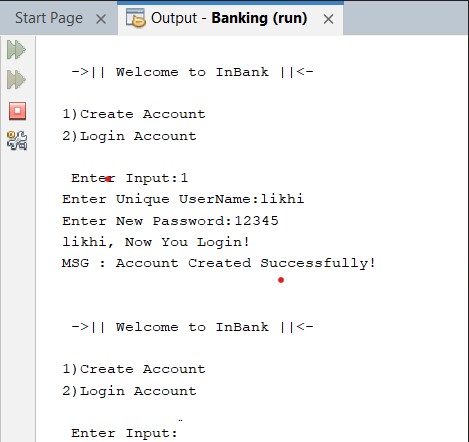 Start Page
Output - Banking (run)
->|| Welcome to InBank ||<-
1)Create Account
2)Login Account
Enter Input:1
Enter Unique UserName:likhi
Enter New Password:12345
likhi, Now You Login!
MSG : Account Created Successfully!
->|| Welcome to InBank ||<-
1)Create Account
2)Login Account
Enter Input: